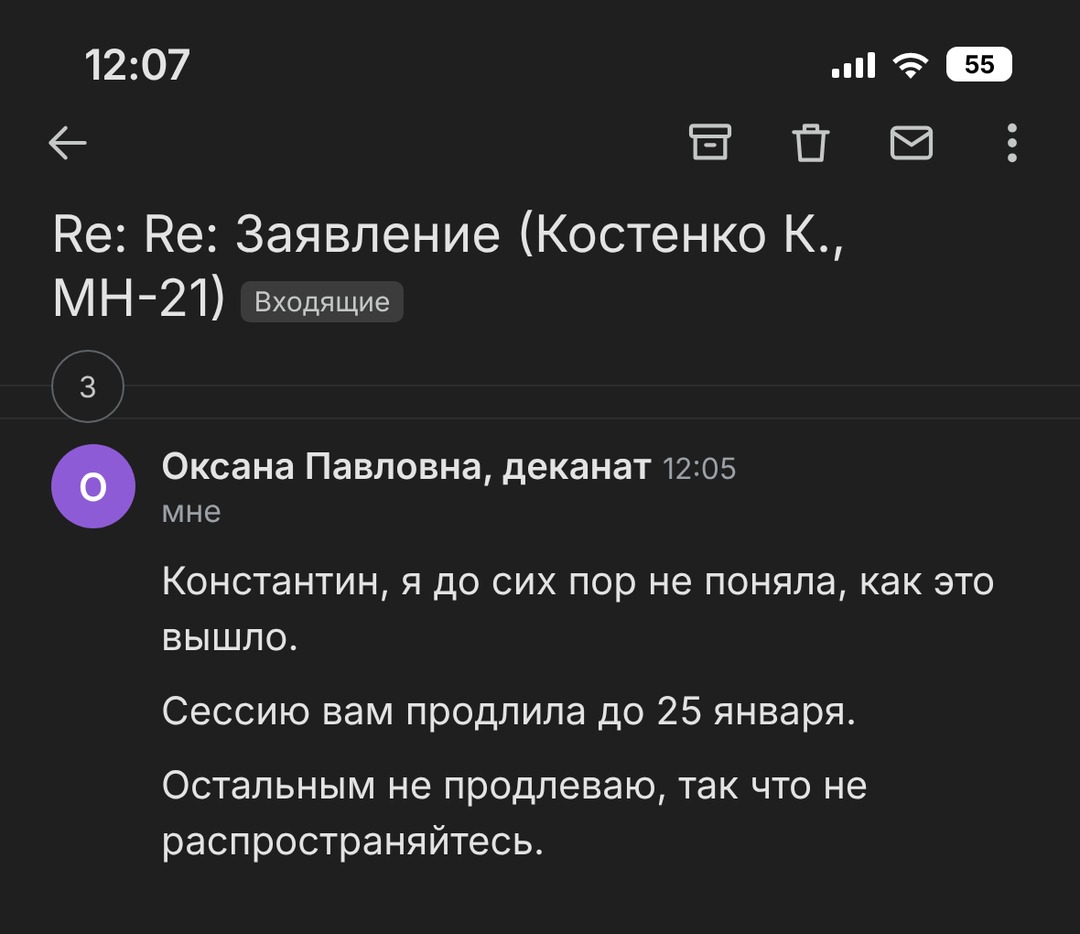 12:07
55
Re: Re: Заявление (Костенко К.,
МН-21) Входящие
3
О
Оксана Павловна, деканат 12:05
мне
Константин, я до сих пор не поняла, как это
вышло.
Сессию вам продлила до 25 января.
Остальным не продлеваю, так что не
распространяйтесь.